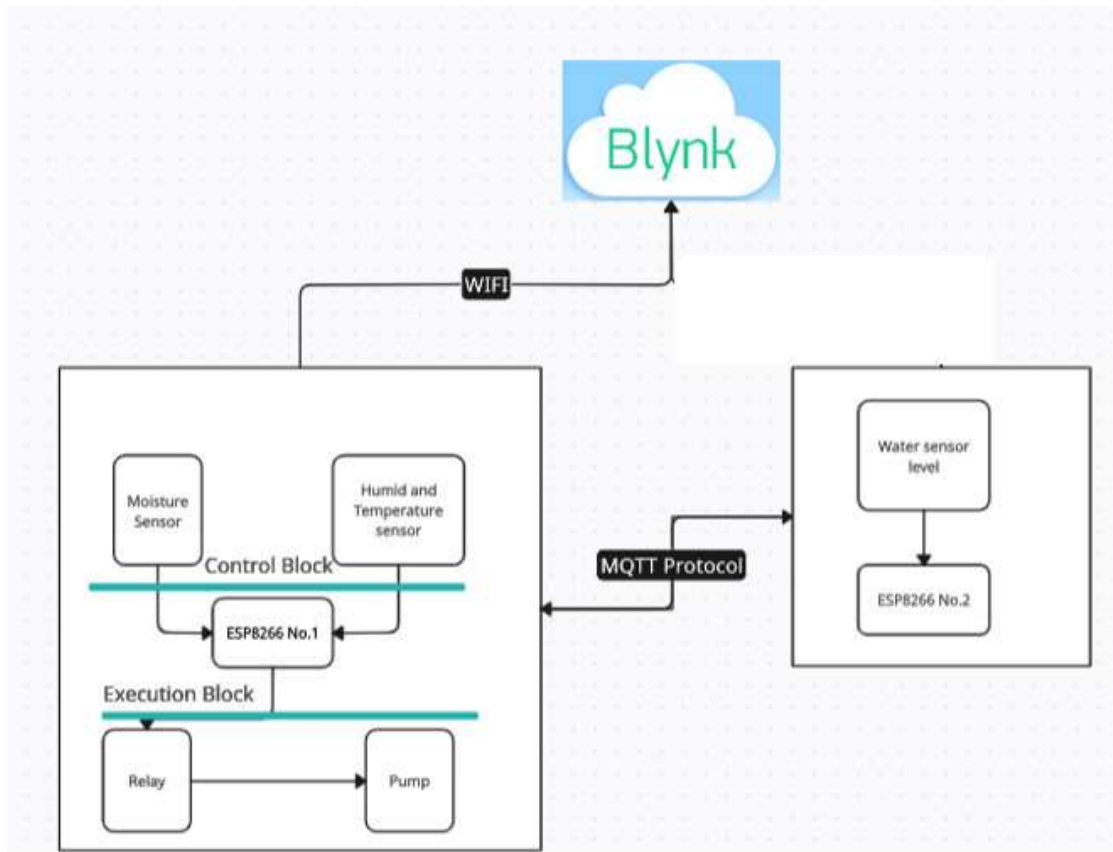 Blynk
WIFI
Moisture
Sensor
Humid and
Temperature
sensor
Control Block
ESP8266 No.1
Execution Block
Relay
Pump
MQTT Protocol
Water sensor
level
ESP8266 No.2